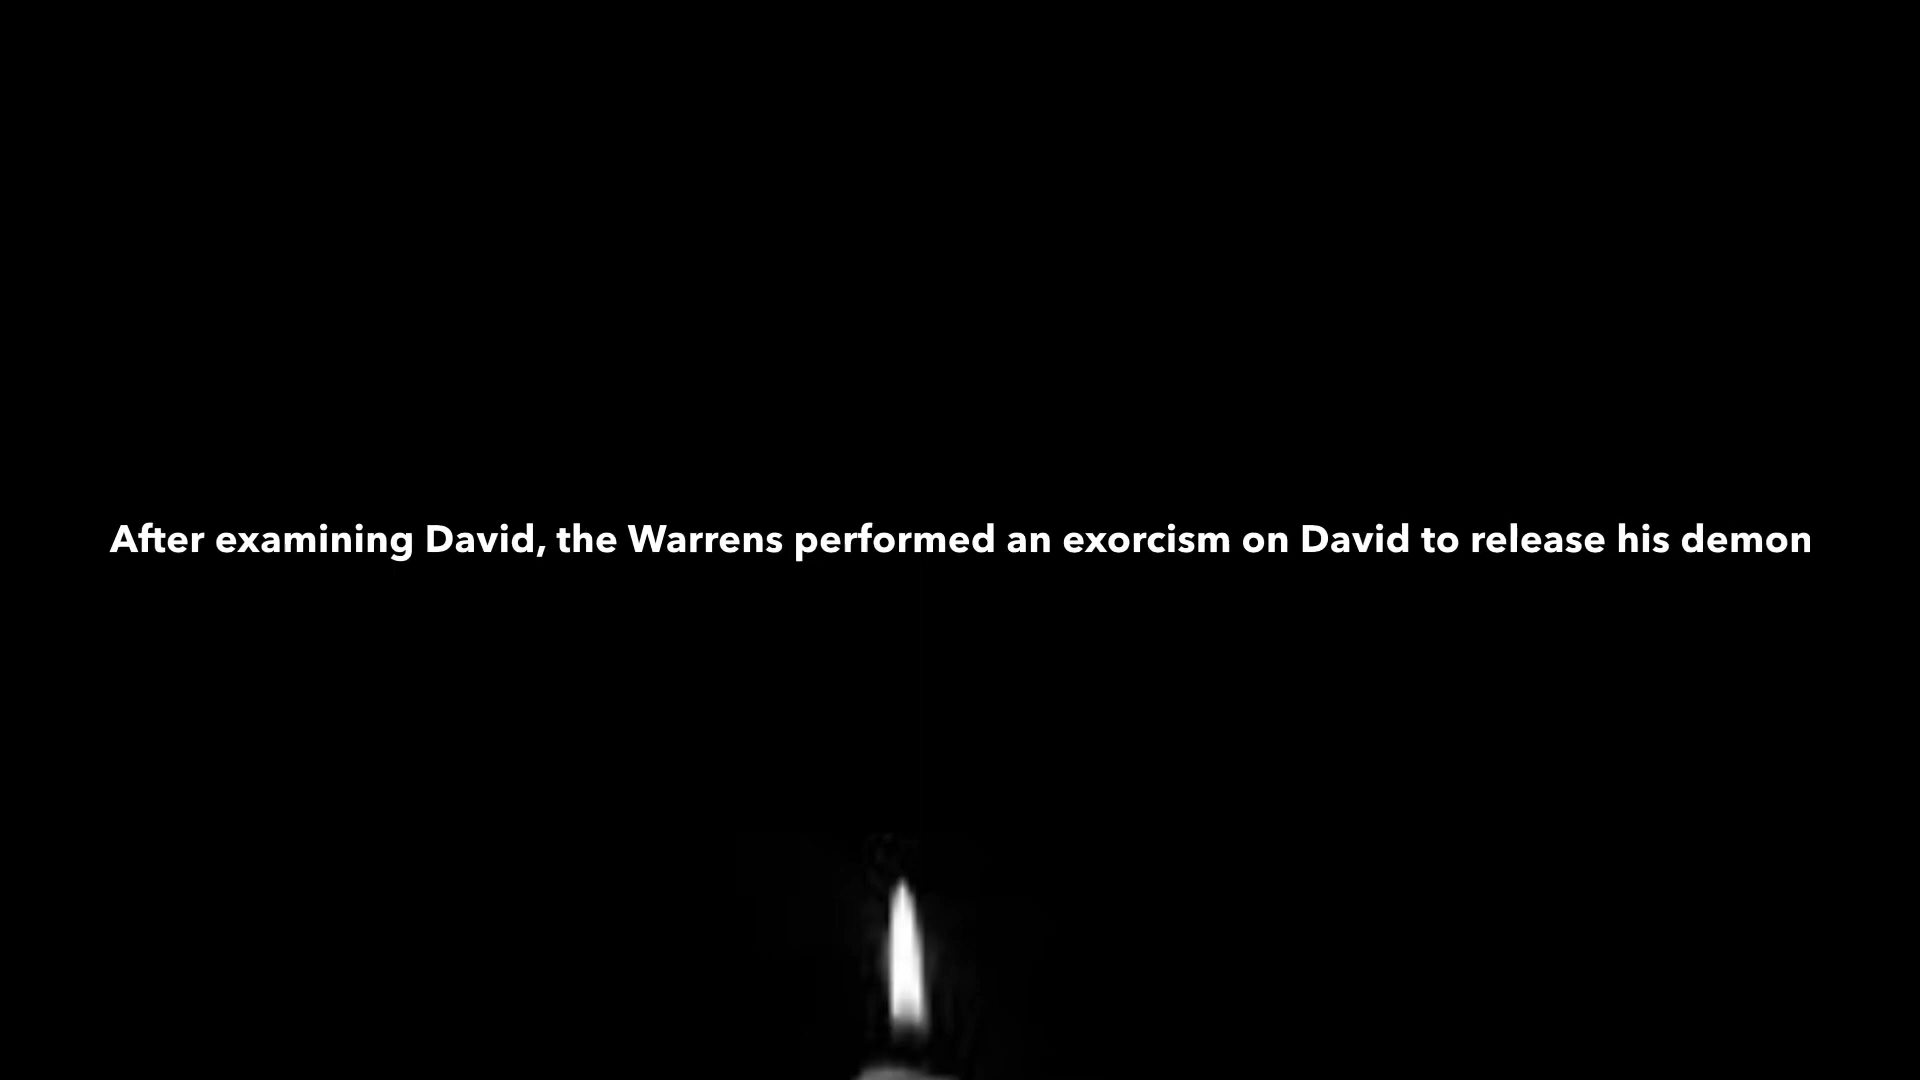 After examining David, the Warrens performed an exorcism on David to release his demon